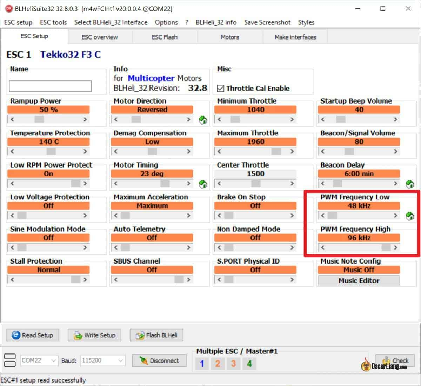 BLHeliSuite32 32.8.0.3
ESC setup ESC tools Select BLHeli_32 Interface Options ? BLHeli_32 info Save Screenshot Styles
ESC Setup ESC overview ESC Flash Motors Make interfaces
ESC 1 Tekko32 F3 C
Name Info Misc
for Multicopter Motors
BLHeli_32 Revision: 32.8 Throttle Cal Enable
Rampup Power Motor Direction Minimum Throttle Startup Beep Volume
50 % Reversed 1040 40
Temperature Protection Demag Compensation Maximum Throttle Beacon/Signal Volume
140 C Low 1960 80
Low RPM Power Protect Motor Timing Center Throttle Beacon Delay
On 23 deg 1500 6:00 min
Low Voltage Protection Maximum Acceleration Brake On Stop PWM Frequency Low
Off Maximum Off 48 kHz
Sine Modulation Mode Auto Telemetry Non Damped Mode PWM Frequency High
Off Off Off 96 kHz
Stall Protection SBUS Channel S.PORT Physical ID Music Note Config
Normal Off Off Music Off
Music Editor
Read Setup Write Setup Flash BLHeli
Multiple ESC / Master#1
COM22 Baud: 115200 Disconnect 1 2 3 4 Check
OscarLiang.com
ESC#1 setup read successfully